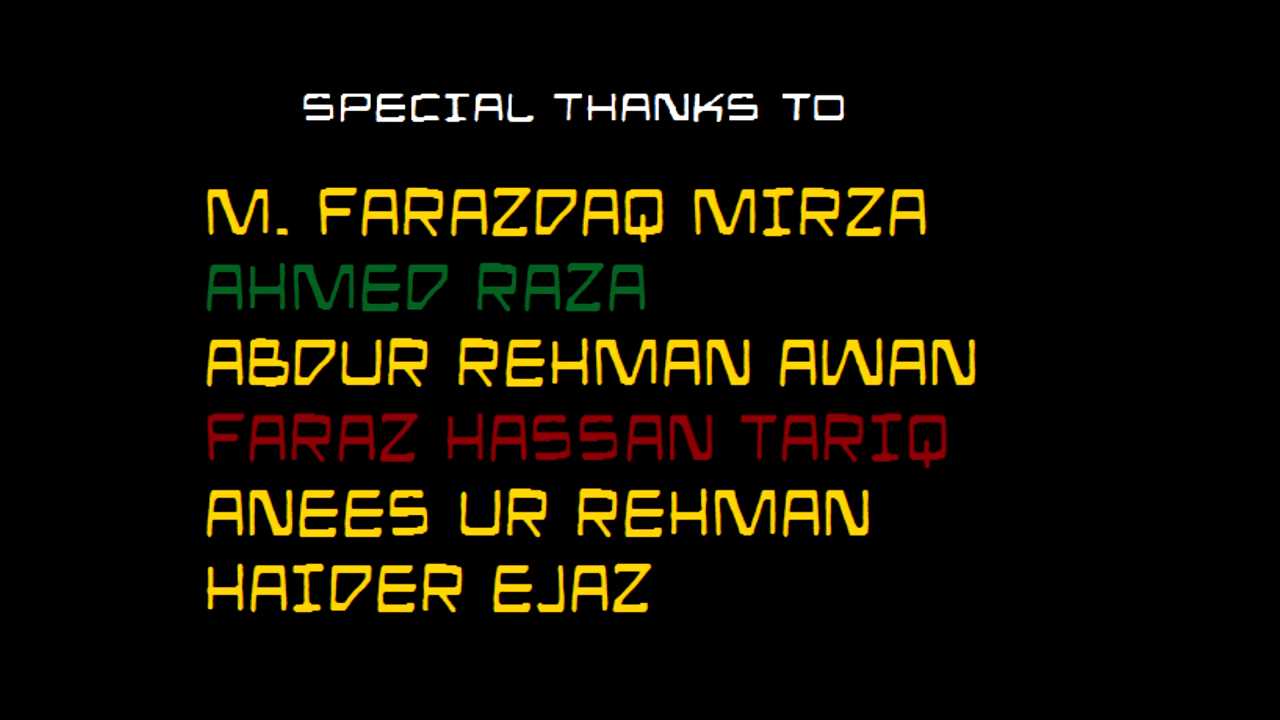 SPECIAL THANKS TO
M. FARAZDAQ MIRZA
AHMED RAZA
ABDUR REHMAN AWAN
FARAZ HASSAN TARIQ
ANEES UR REHMAN
HAIDER EJAZ